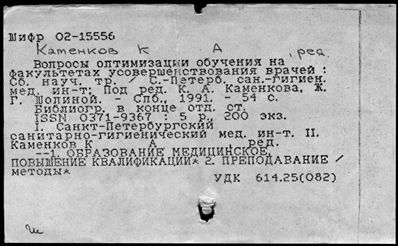 Шифр 02-15556
Каменков К А , ред
Вопросы оптимизации обучения на
факультетах усовершенствования врачей :
Сб. науч. тр. / С.-Петерб. сан.-гигиен.
мед. ин-т; Под ред. К. А. Каменкова, Ж.
Г. Шолиной. - Спб., 1991. - 54 с.
Библиогр. в конце отд. ст.
ISSN 0371-9367 : 5 р., 200 экз.
I. Санкт-Петербургский
санитарно-гигиенический мед. ин-т. II.
Каменков К А ред.
--1. ОБРАЗОВАНИЕ МЕДИЦИНСКОЕ,
ПОВЫШЕНИЕ КВАЛИФИКАЦИИ* 2. ПРЕПОДАВАНИЕ /
методы*
УДК 614.25(082)